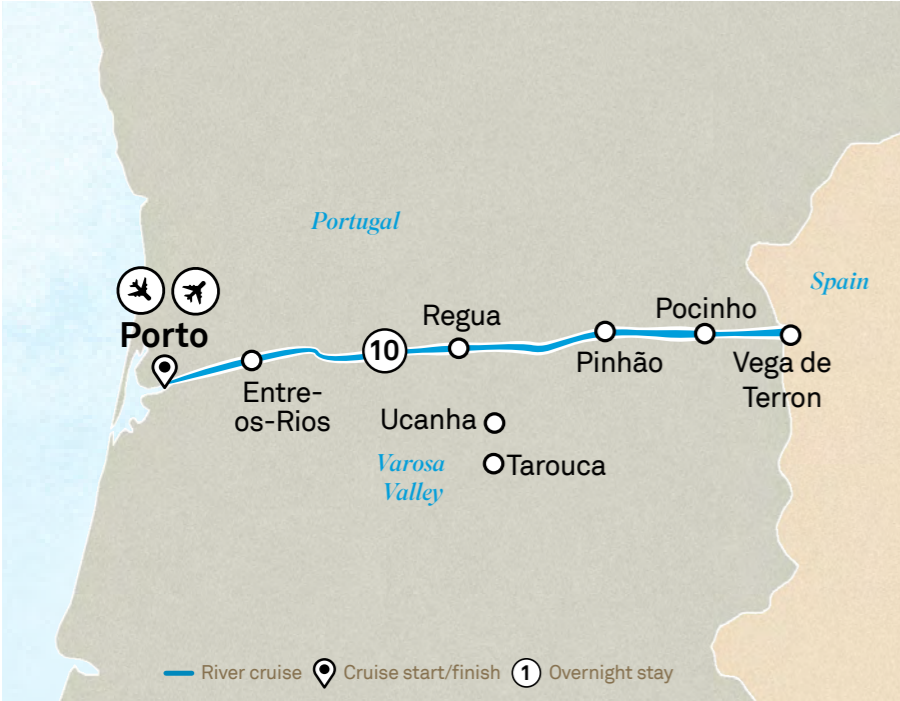 Portugal
Spain
Porto
Regua
Pocinho
10
Pinhão
Vega de
Terron
Entre-
os-Rios
Ucanha
Varosa
Valley
Tarouca
River cruise
Cruise start/finish
1
Overnight stay